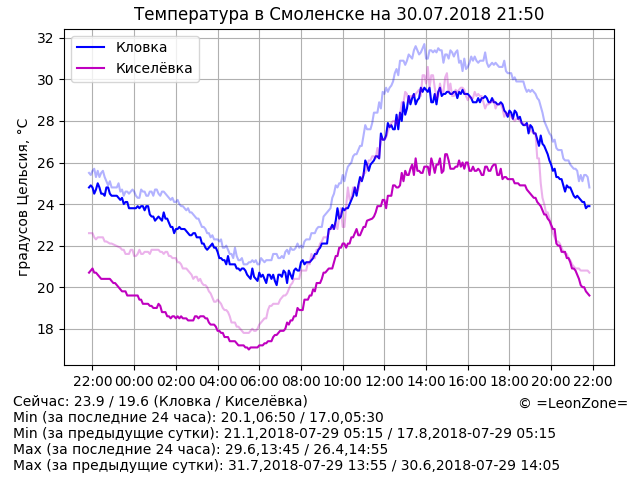 Температура в Смоленске на 30.07.2018 21:50
32
30
28
26
24
22
20
18
градусов Цельсия, °C
Кловка
Киселёвка
22:00 00:00 02:00 04:00 06:00 08:00 10:00 12:00 14:00 16:00 18:00 20:00 22:00
Сейчас: 23.9 / 19.6 (Кловка / Киселёвка)
© =LeonZone=
Min (за последние 24 часа): 20.1,06:50 / 17.0,05:30
Min (за предыдущие сутки): 21.1,2018-07-29 05:15 / 17.8,2018-07-29 05:15
Max (за последние 24 часа): 29.6,13:45 / 26.4,14:55
Max (за предыдущие сутки): 31.7,2018-07-29 13:55 / 30.6,2018-07-29 14:05